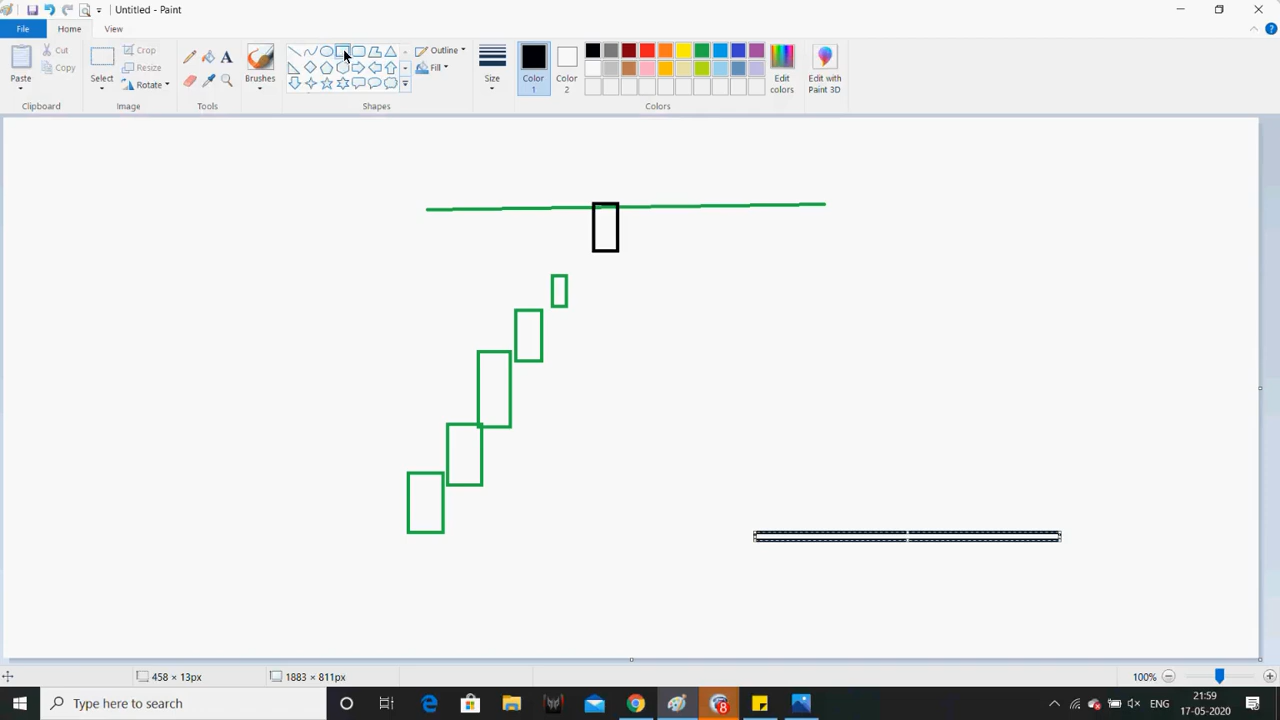 Untitled - Paint
File
Home
View
Paste
Cut
Copy
Clipboard
Select
Crop
Resize
Rotate
Image
A
Tools
Brushes
Shapes
Outline
Fill
Size
Color
1
Color
2
Edit
colors
Colors
Edit with
Paint 3D
458 × 13px
1883 × 811px
100%
Type here to search
8
ENG
21:59
17-05-2020